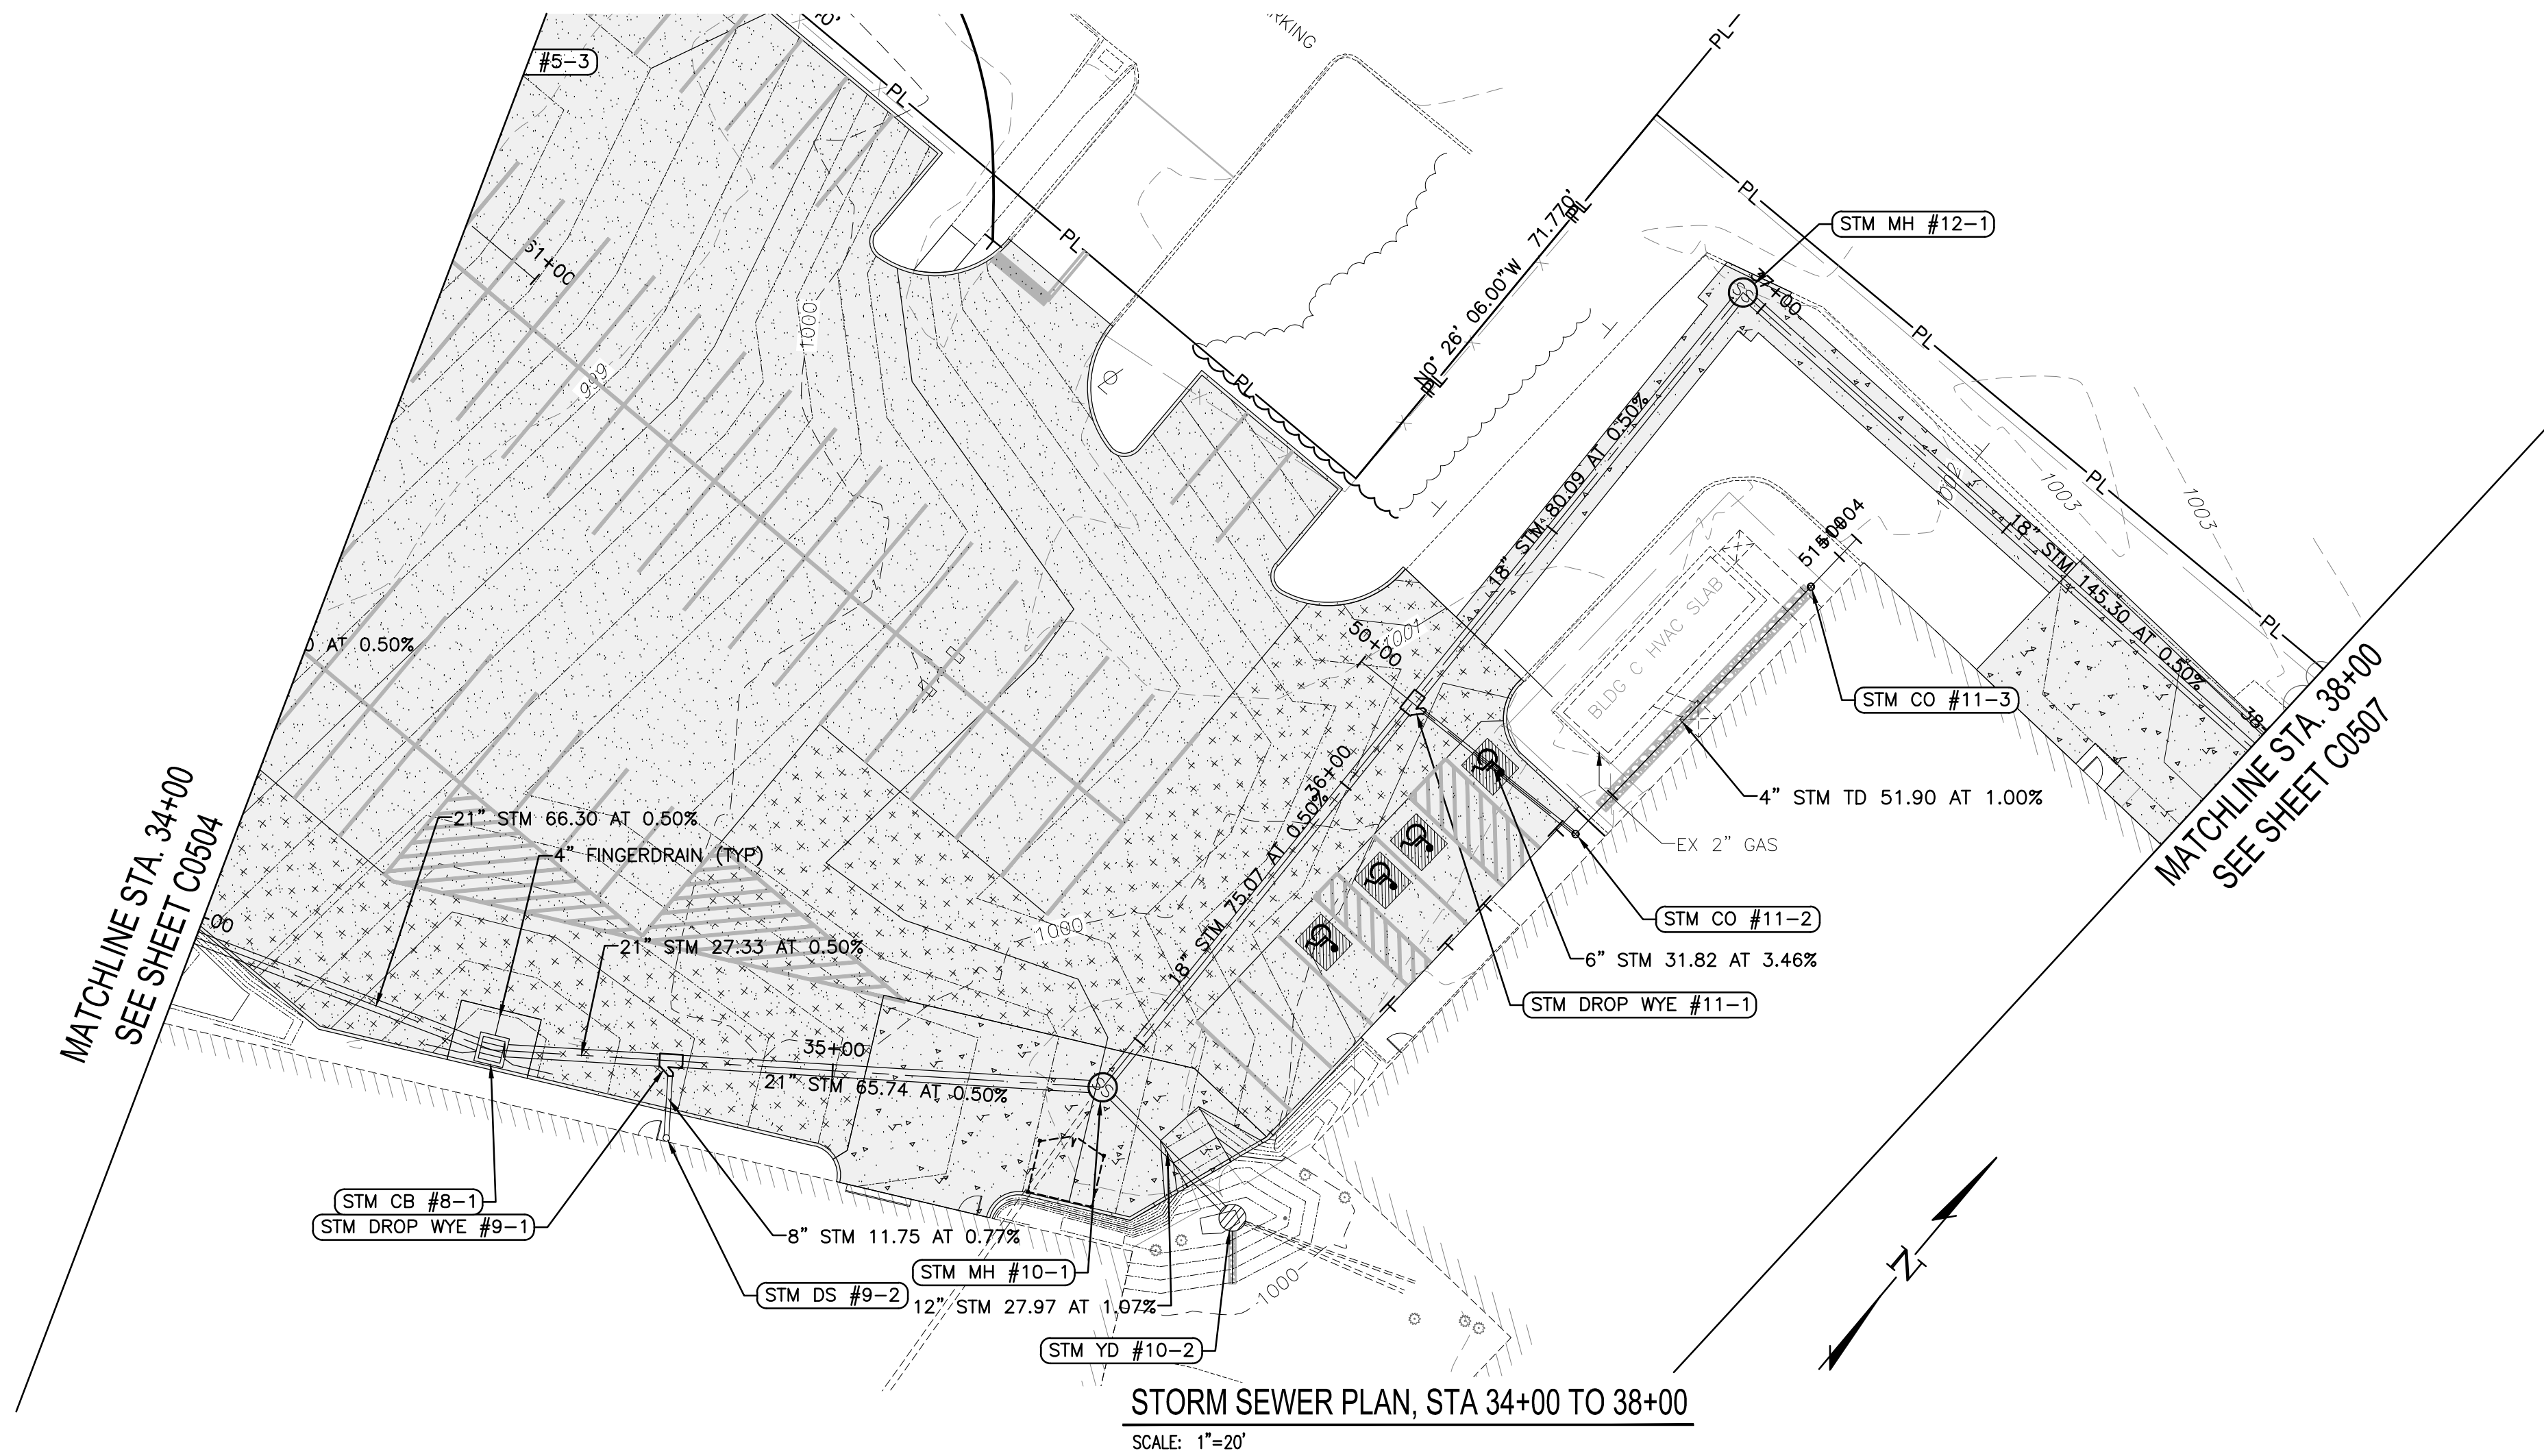 #5-3
PL
PL
PL
PL
N0° 26' 06.00"W 71.770'
PL
PL
PL
PL
PL
PL
PL
STM MH #12-1
37+00
61+00
1000
999
18" STM 80.09 AT 0.50%
1002
1003
1003
18" STM 145.30 AT 0.50%
BLDG C HVAC SLAB
50+00
1001
0 AT 0.50%
STM CO #11-3
MATCHLINE STA. 38+00
SEE SHEET C0507
38
36+00
4" STM TD 51.90 AT 1.00%
EX 2" GAS
MATCHLINE STA. 34+00
SEE SHEET C0504
21" STM 66.30 AT 0.50%
4" FINGERDRAIN (TYP)
18" STM 75.07 AT 0.50%
STM CO #11-2
00
1000
21" STM 27.33 AT 0.50%
6" STM 31.82 AT 3.46%
STM DROP WYE #11-1
35+00
21" STM 65.74 AT 0.50%
STM CB #8-1
STM DROP WYE #9-1
8" STM 11.75 AT 0.77%
STM MH #10-1
STM DS #9-2
12" STM 27.97 AT 1.07%
1000
STM YD #10-2
N
STORM SEWER PLAN, STA 34+00 TO 38+00
SCALE: 1"=20'